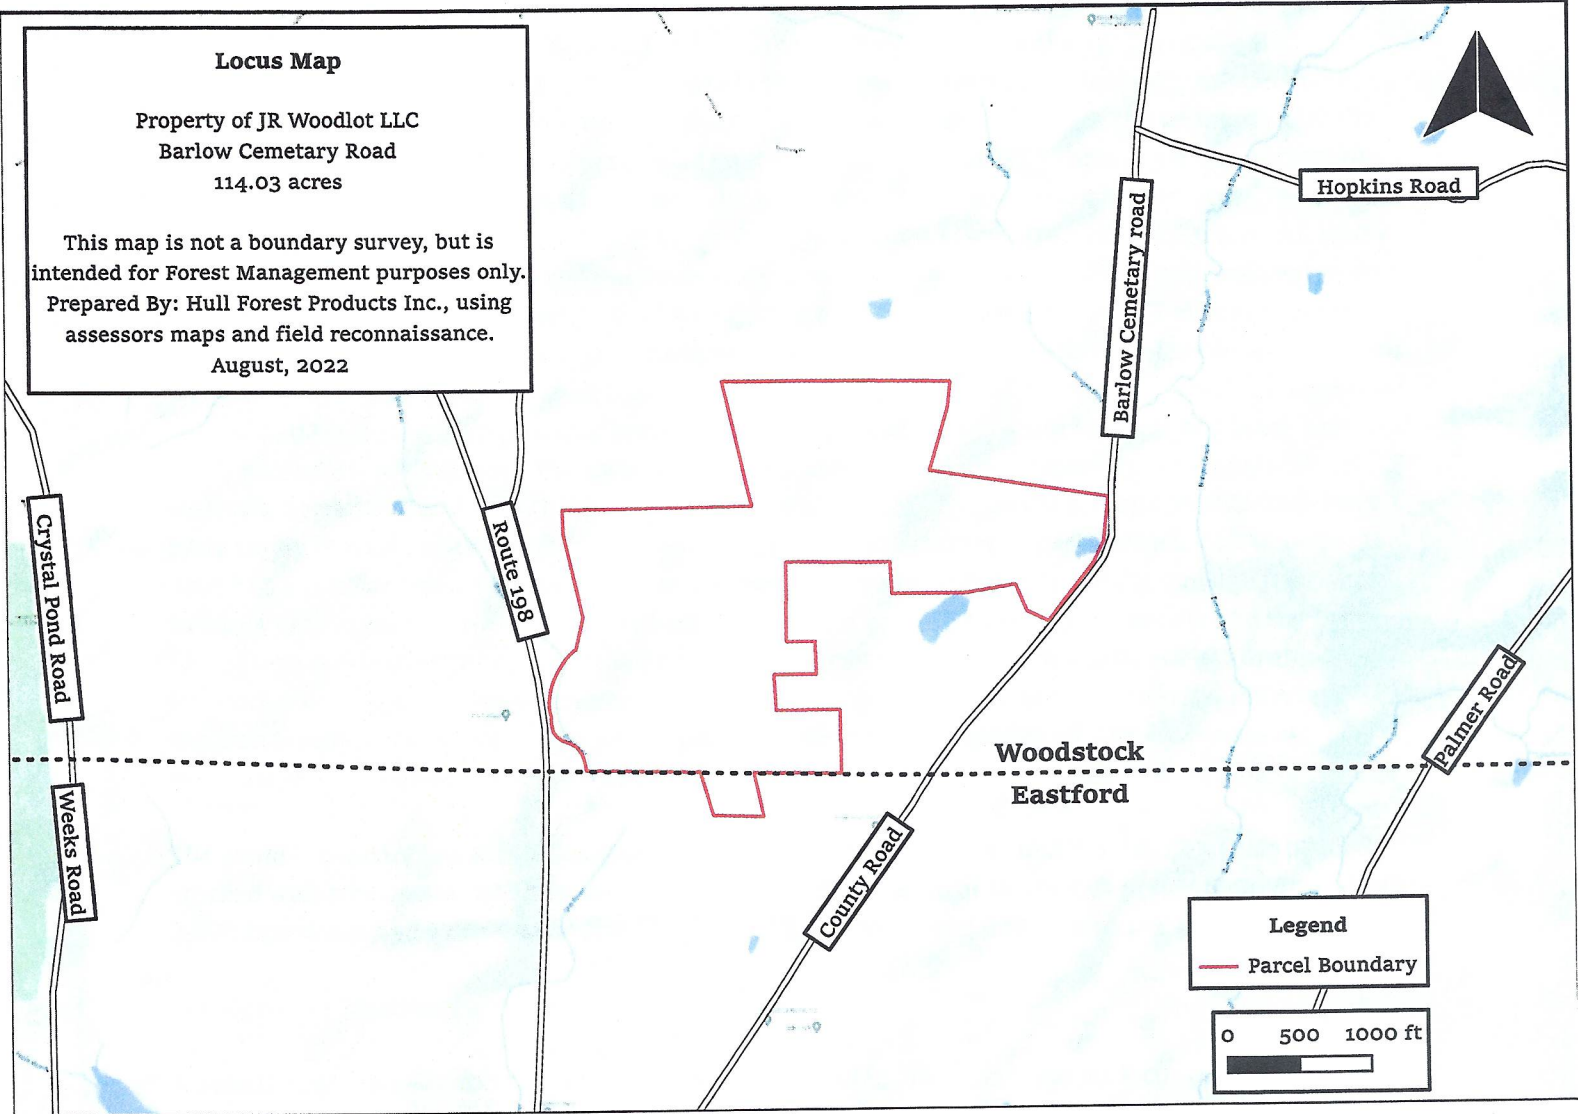 Locus Map
Property of JR Woodlot LLC
Barlow Cemetary Road
114.03 acres
This map is not a boundary survey, but is
intended for Forest Management purposes only.
Prepared By: Hull Forest Products Inc., using
assessors maps and field reconnaissance.
August, 2022
Hopkins Road
Barlow Cemetary road
Crystal Pond Road
Route 198
Palmer Road
Woodstock
Eastford
Weeks Road
County Road
Legend
Parcel Boundary
0 500 1000 ft